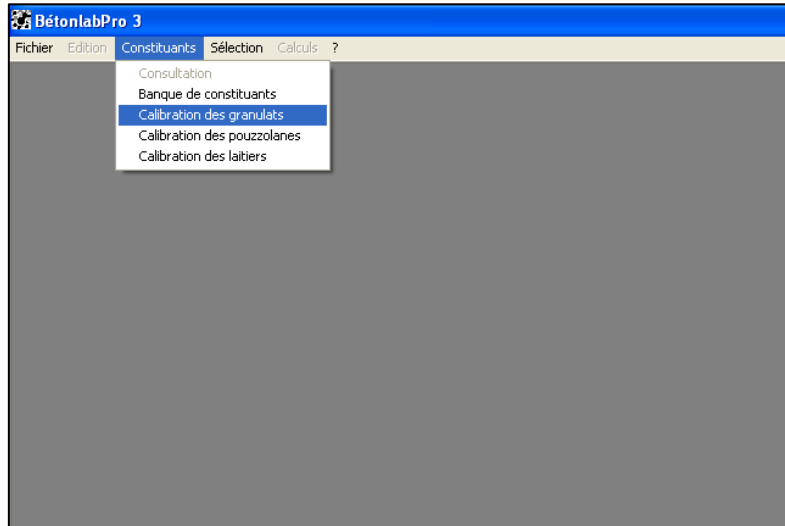 BétonlabPro 3
Fichier Edition Constituants Sélection Calculs ?
Consultation
Banque de constituants
Calibration des granulats
Calibration des pouzzolanes
Calibration des laitiers